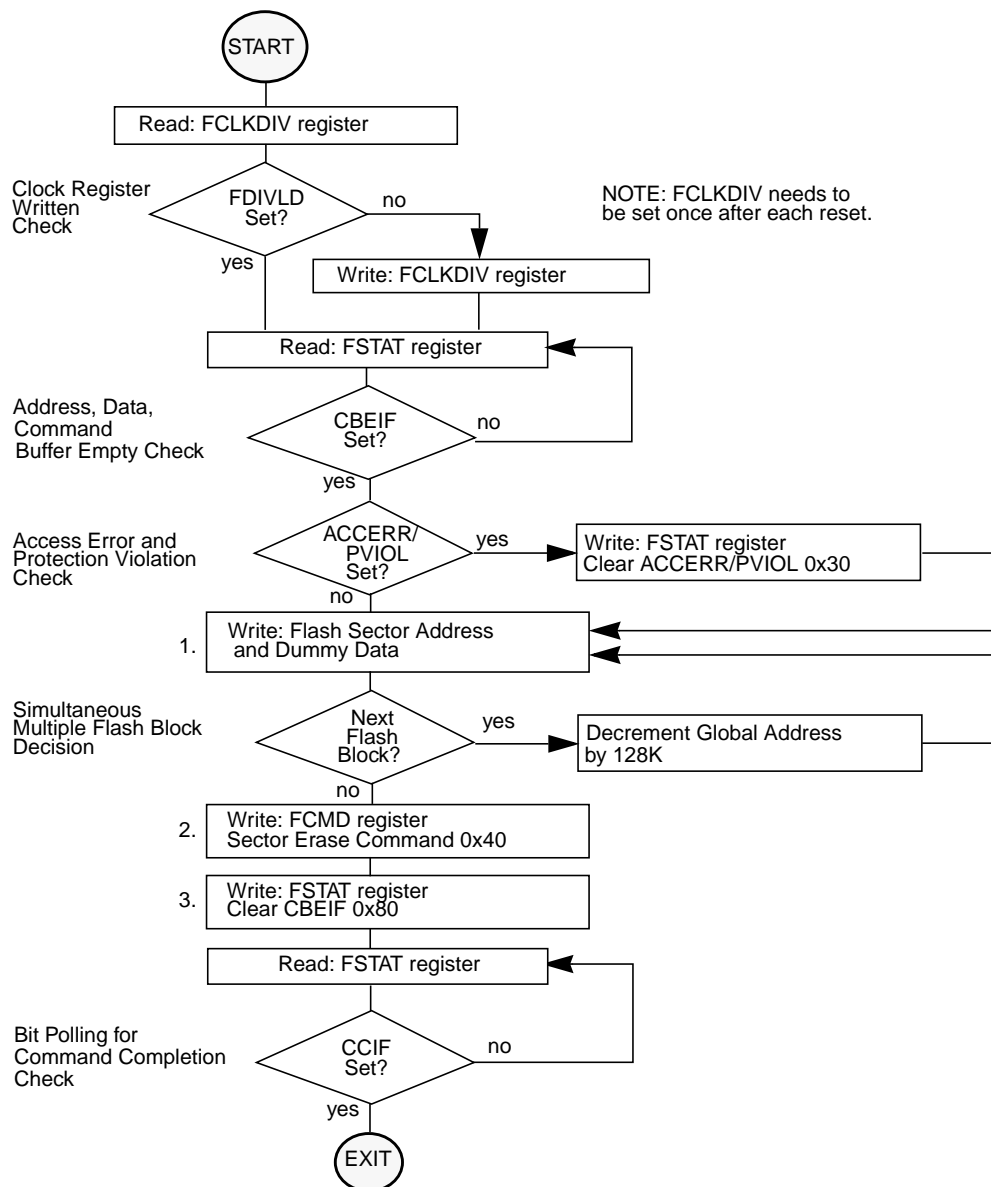 START
Read: FCLKDIV register
Clock Register
Written
Check
FDIVLD
Set?
no
yes
NOTE: FCLKDIV needs to
be set once after each reset.
Write: FCLKDIV register
Read: FSTAT register
Address, Data,
Command
Buffer Empty Check
CBEIF
Set?
no
yes
Access Error and
Protection Violation
Check
ACCERR/
PVIOL
Set?
yes
no
Write: FSTAT register
Clear ACCERR/PVIOL 0x30
1.
Write: Flash Sector Address
and Dummy Data
Simultaneous
Multiple Flash Block
Decision
Next
Flash
Block?
yes
no
Decrement Global Address
by 128K
2.
Write: FCMD register
Sector Erase Command 0x40
3.
Write: FSTAT register
Clear CBEIF 0x80
Read: FSTAT register
Bit Polling for
Command Completion
Check
CCIF
Set?
no
yes
EXIT